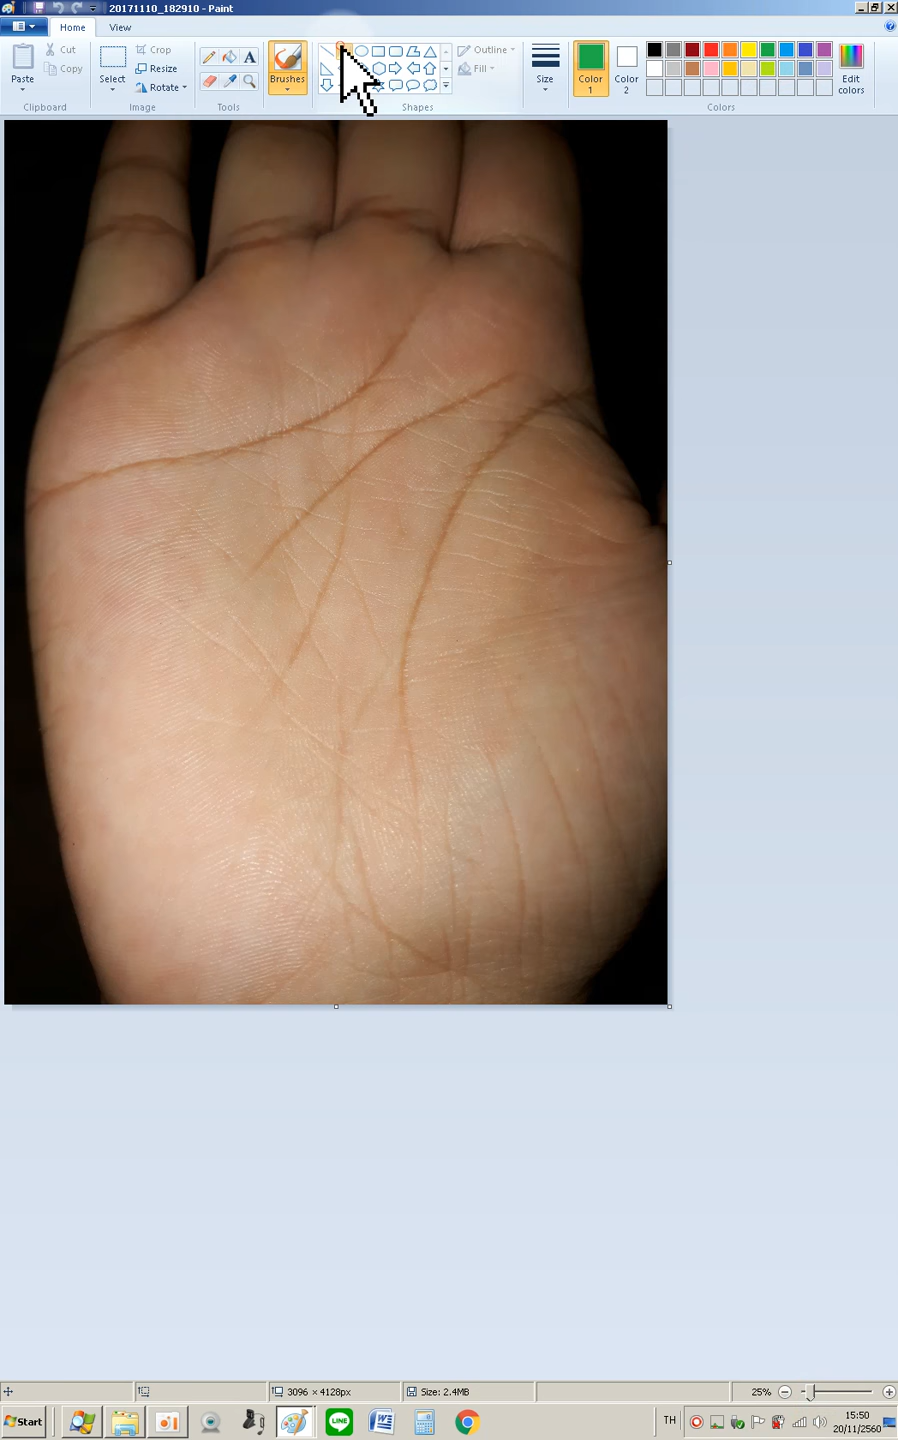 20171110_182910 - Paint
Home View
Paste
Cut
Copy
Clipboard
Select
Crop
Resize
Rotate
Image
A
Tools
Brushes
Outline
Fill
Shapes
Size
Color 1
Color 2
Edit colors
Colors
3096 × 4128px
Size: 2.4MB
25%
Start
LINE
W
TH
15:50
20/11/2560